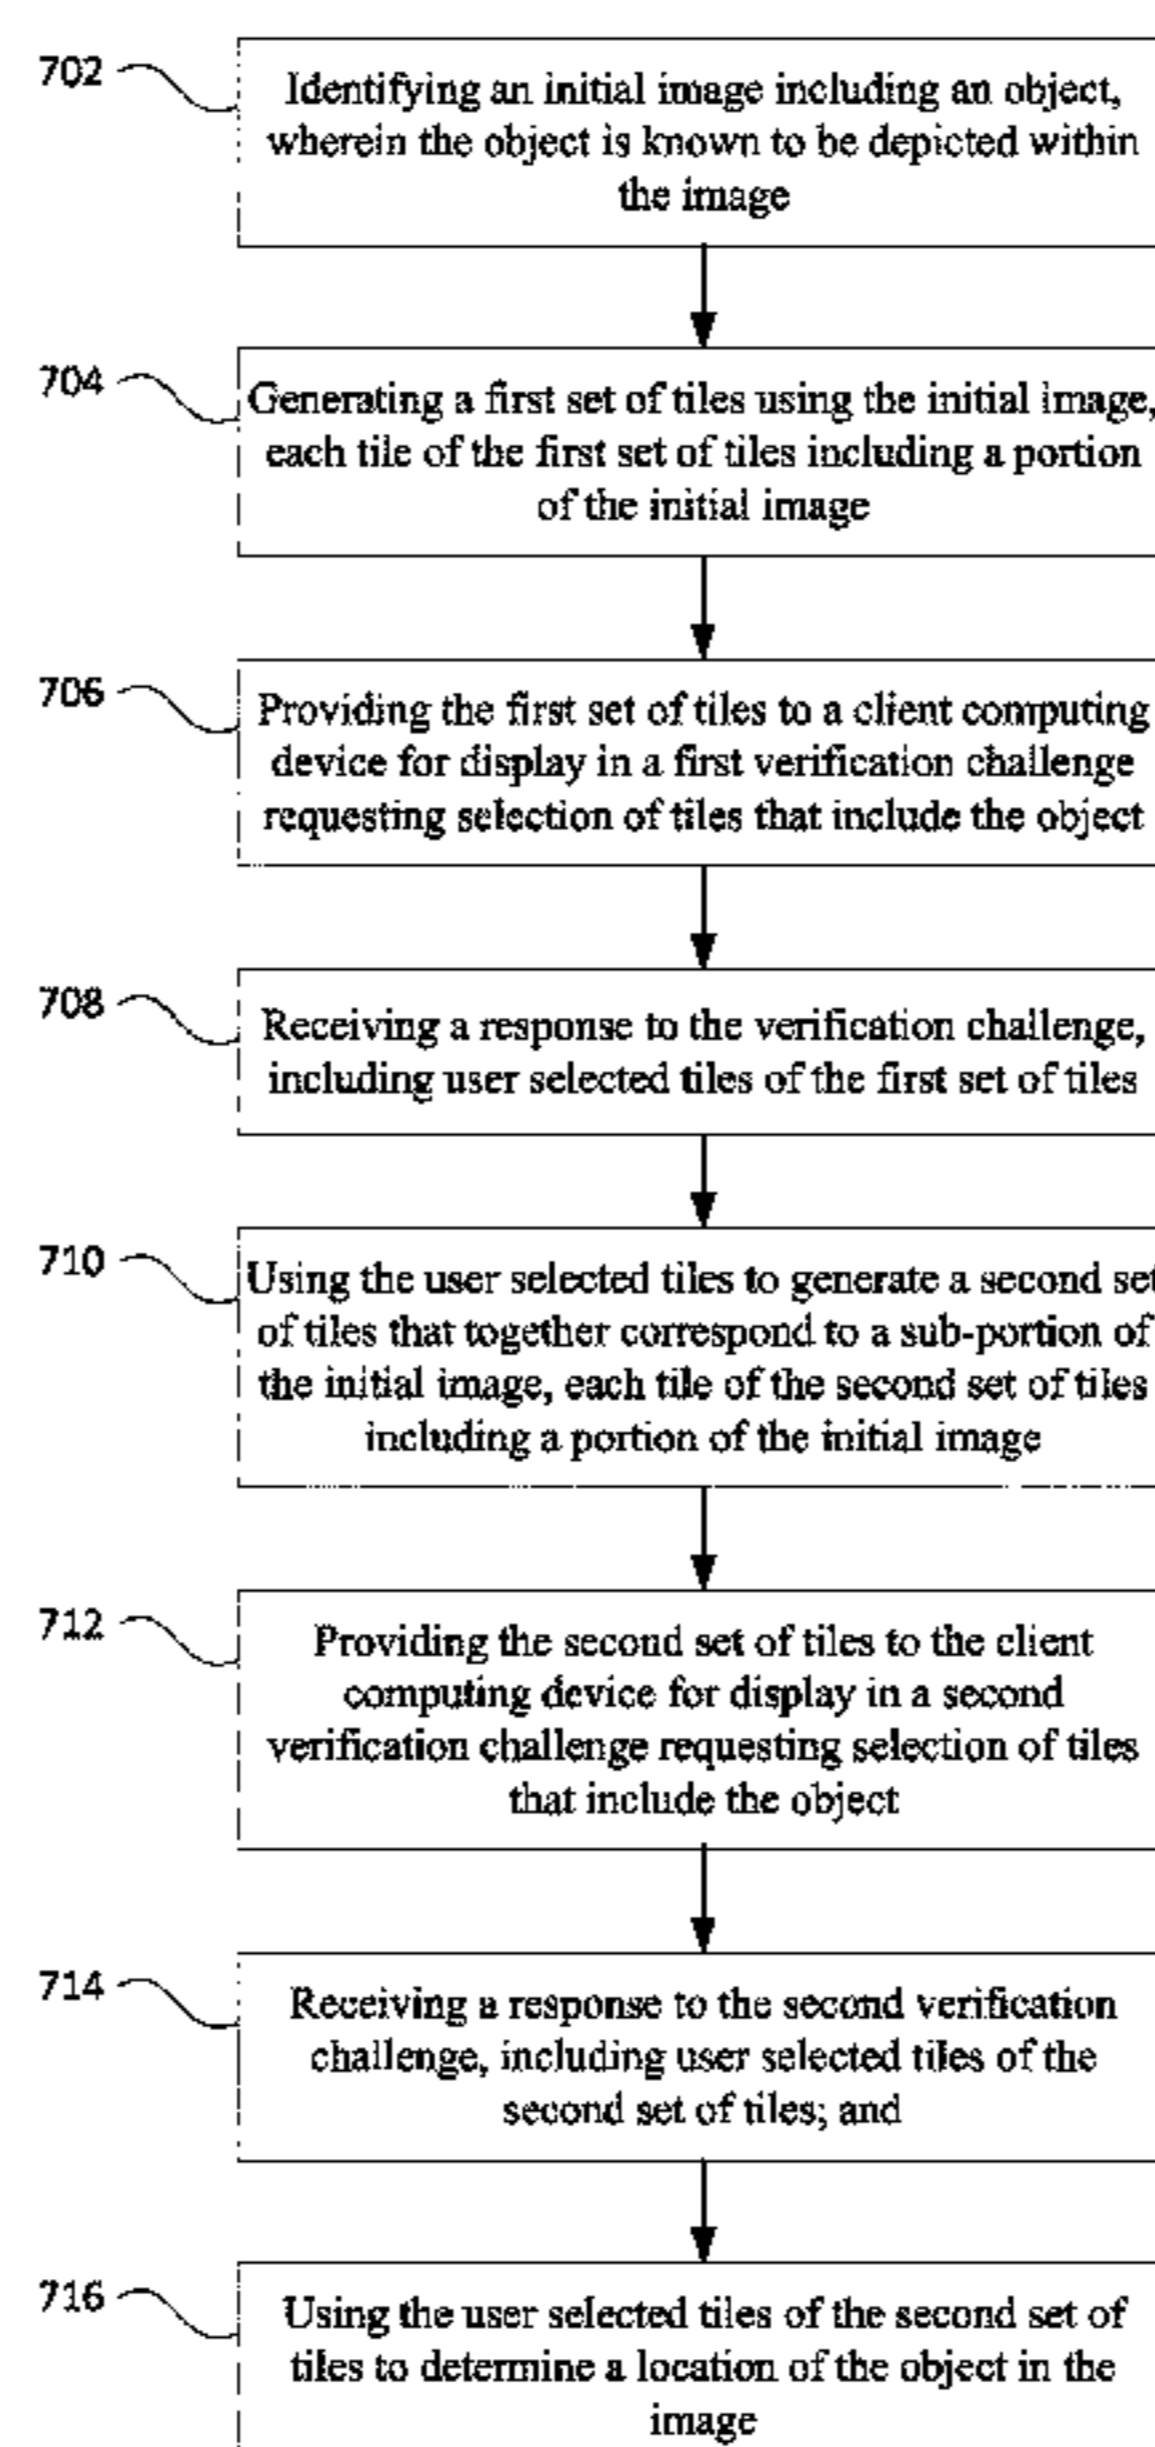 702
Identifying an initial image including an object,
wherein the object is known to be depicted within
the image
704
Generating a first set of tiles using the initial image,
each tile of the first set of tiles including a portion
of the initial image
706
Providing the first set of tiles to a client computing
device for display in a first verification challenge
requesting selection of tiles that include the object
708
Receiving a response to the verification challenge,
including user selected tiles of the first set of tiles
710
Using the user selected tiles to generate a second set
of tiles that together correspond to a sub-portion of
the initial image, each tile of the second set of tiles
including a portion of the initial image
712
Providing the second set of tiles to the client
computing device for display in a second
verification challenge requesting selection of tiles
that include the object
714
Receiving a response to the second verification
challenge, including user selected tiles of the
second set of tiles; and
716
Using the user selected tiles of the second set of
tiles to determine a location of the object in the
image